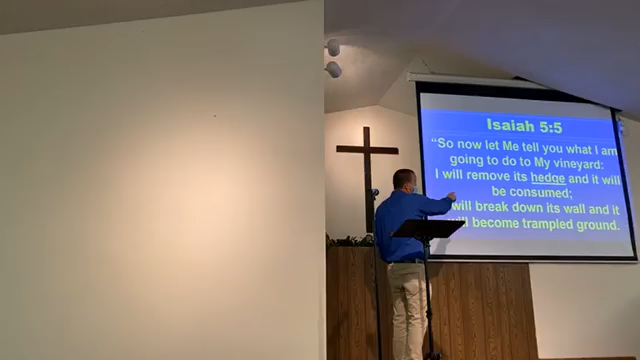 Isaiah 5:5
"So now let Me tell you what I am
going to do to My vineyard:
I will remove its hedge and it will
be consumed;
will break down its wall and it
become trampled ground.